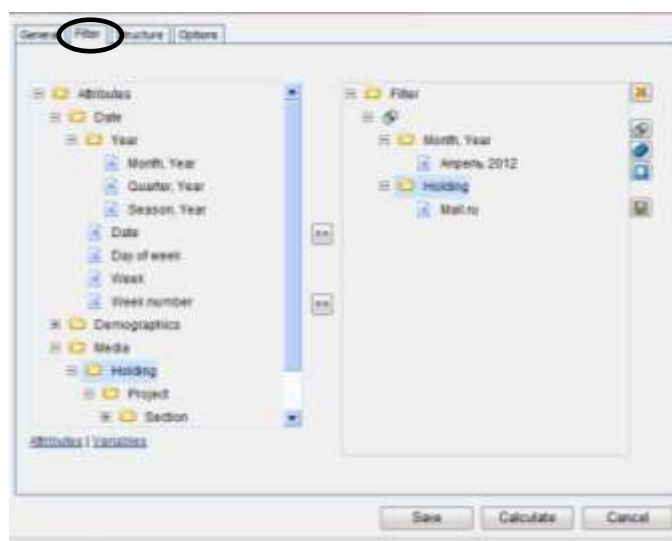 General Filter Structure Options
Attributes
Date
Year
Month, Year
Quarter, Year
Season, Year
Date
Day of week
Week
Week number
Demographics
Media
Holding
Project
Section
Attributes | Variables
Filter
Month, Year
Апрель 2012
Holding
Mail.ru
Save Calculate Cancel